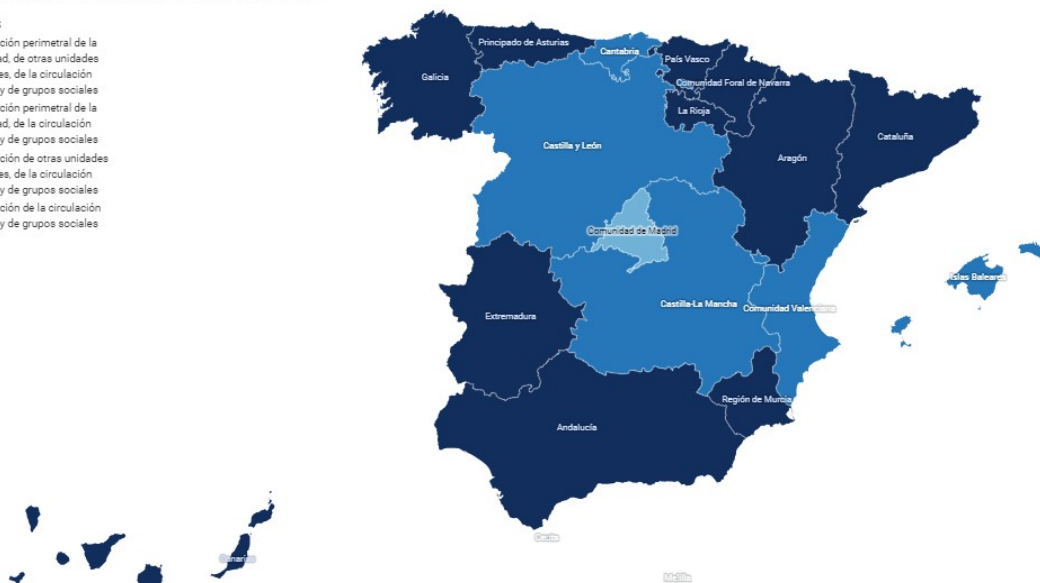 ción perimetral de la
ad, de otras unidades
es, de la circulación
y de grupos sociales
ción perimetral de la
ad, de la circulación
y de grupos sociales
ción de otras unidades
es, de la circulación
y de grupos sociales
ción de la circulación
y de grupos sociales
Principado de Asturias
Cantabria
País Vasco
Galicia
Comunidad Foral de Navarra
La Rioja
Cataluña
Castilla y León
Aragón
Comunidad de Madrid
Islas Baleares
Castilla-La Mancha
Comunidad Valenciana
Extremadura
Región de Murcia
Andalucía
Ceuta
Canarias
Melilla